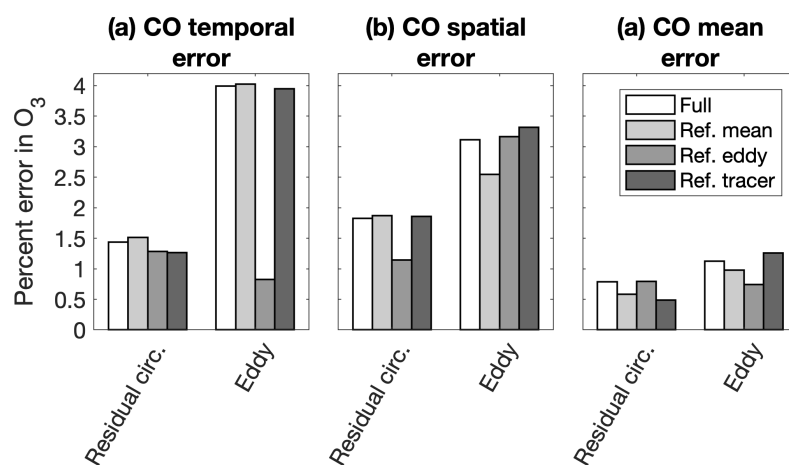 (a) CO temporal
error
(b) CO spatial
error
(a) CO mean
error
Percent error in O3
4
3.5
3
2.5
2
1.5
1
0.5
0
Full
Ref. mean
Ref. eddy
Ref. tracer
Residual circ.
Eddy
Residual circ.
Eddy
Residual circ.
Eddy